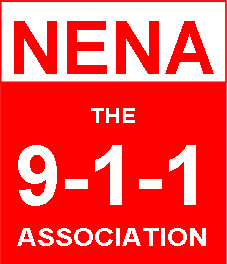 NENA
THE
9-1-1
ASSOCIATION